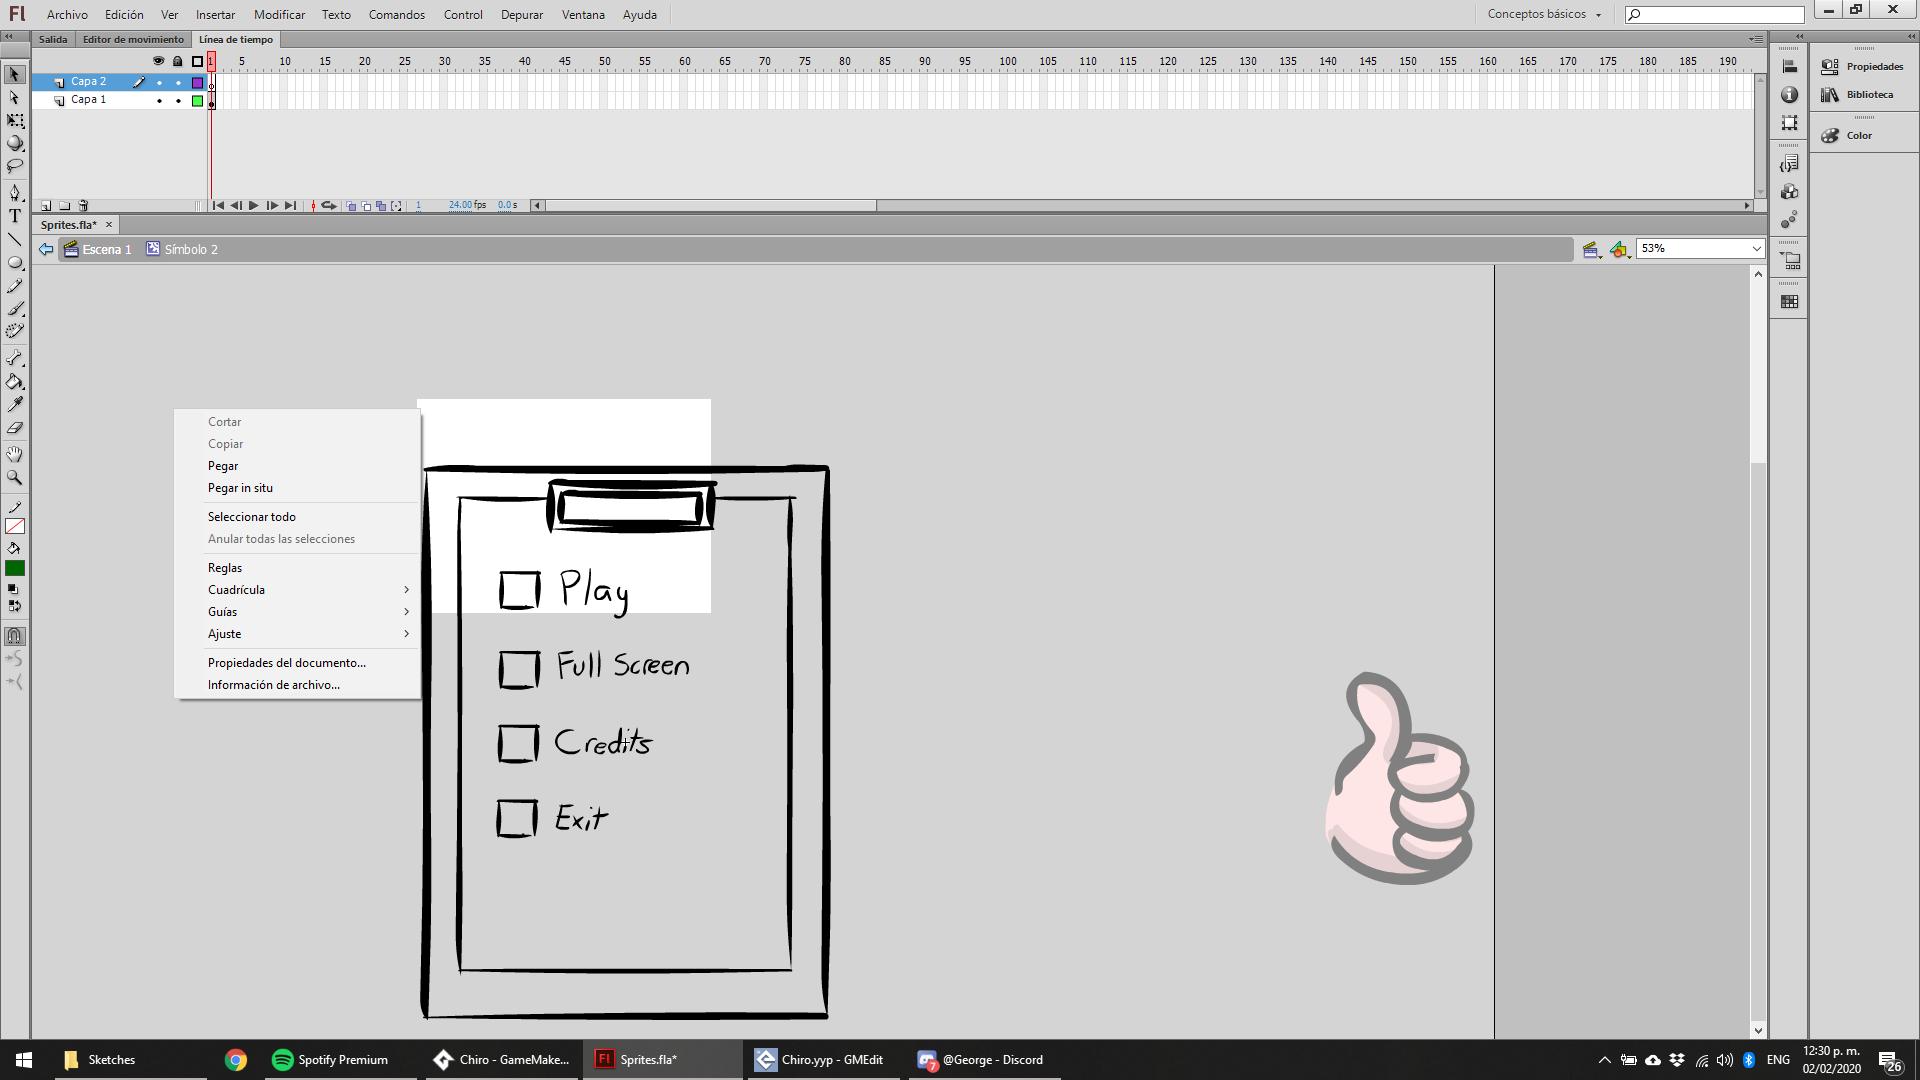 Fl Archivo Edición Ver Insertar Modificar Texto Comandos Control Depurar Ventana Ayuda Conceptos básicos
Salida Editor de movimiento Línea de tiempo
1 5 10 15 20 25 30 35 40 45 50 55 60 65 70 75 80 85 90 95 100 105 110 115 120 125 130 135 140 145 150 155 160 165 170 175 180 185 190
Capa 2
Capa 1
1 24.00 fps 0.0 s
Sprites.fla*
Escena 1 Símbolo 2 53%
Propiedades
Biblioteca
Color
Cortar
Copiar
Pegar
Pegar in situ
Seleccionar todo
Anular todas las selecciones
Reglas
Cuadrícula
Guías
Ajuste
Propiedades del documento...
Información de archivo...
Play
Full Screen
Credits
Exit
Sketches Spotify Premium Chiro - GameMake... Fl Sprites.fla* Chiro.yyp - GMEdit 7 @George - Discord ENG 12:30 p. m.
02/02/2020 26